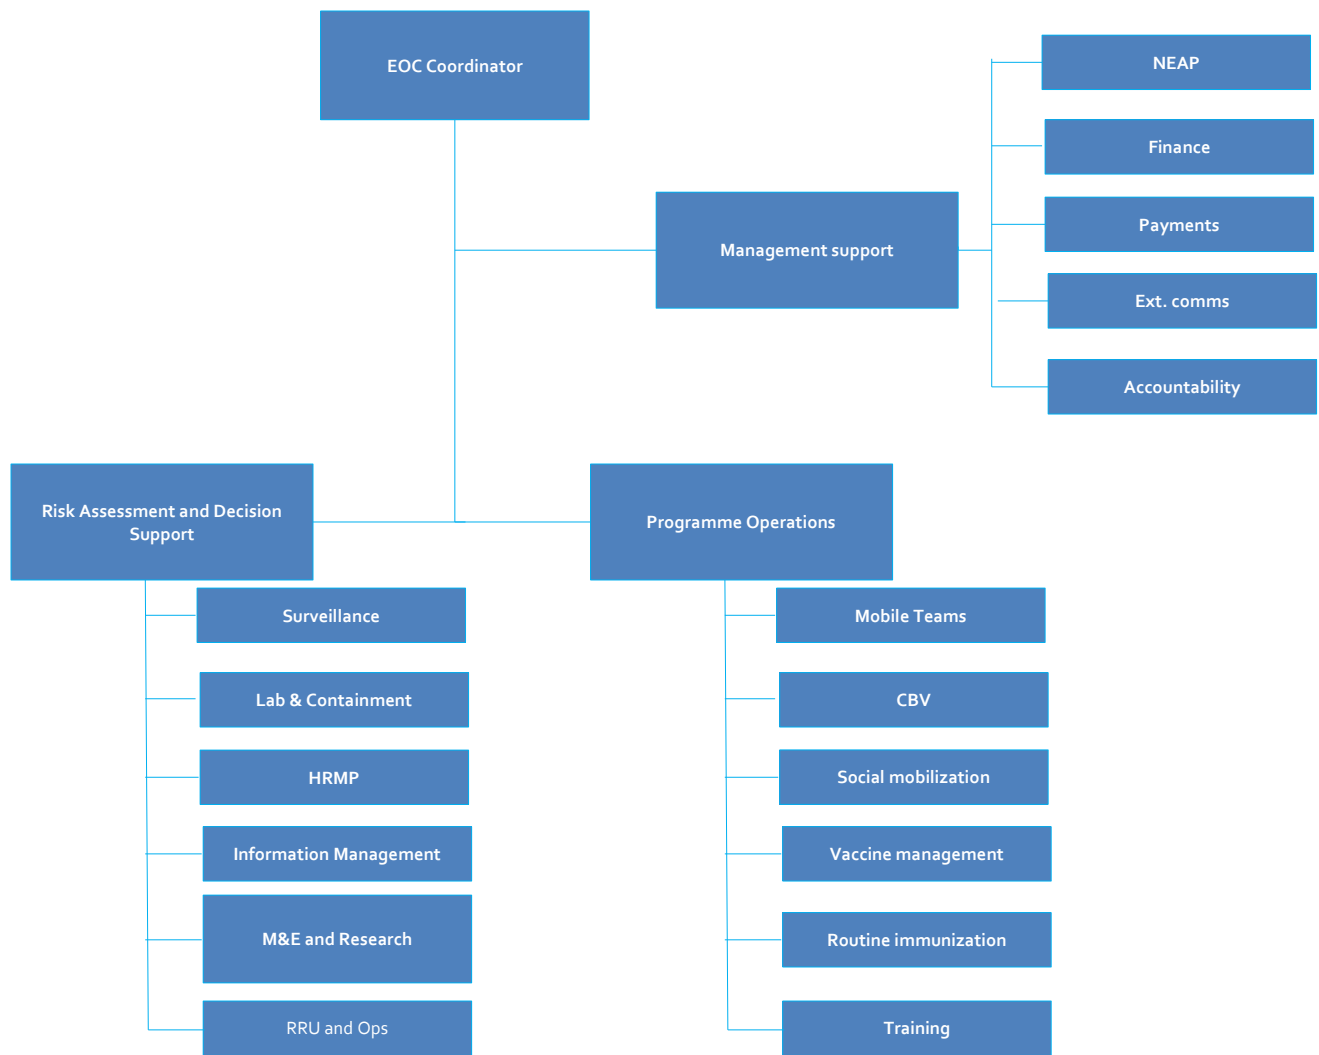 EOC Coordinator
NEAP
Finance
Management support
Payments
Ext. comms
Accountability
Risk Assessment and Decision
Support
Programme Operations
Surveillance
Lab & Containment
HRMP
Information Management
M&E and Research
RRU and Ops
Mobile Teams
CBV
Social mobilization
Vaccine management
Routine immunization
Training